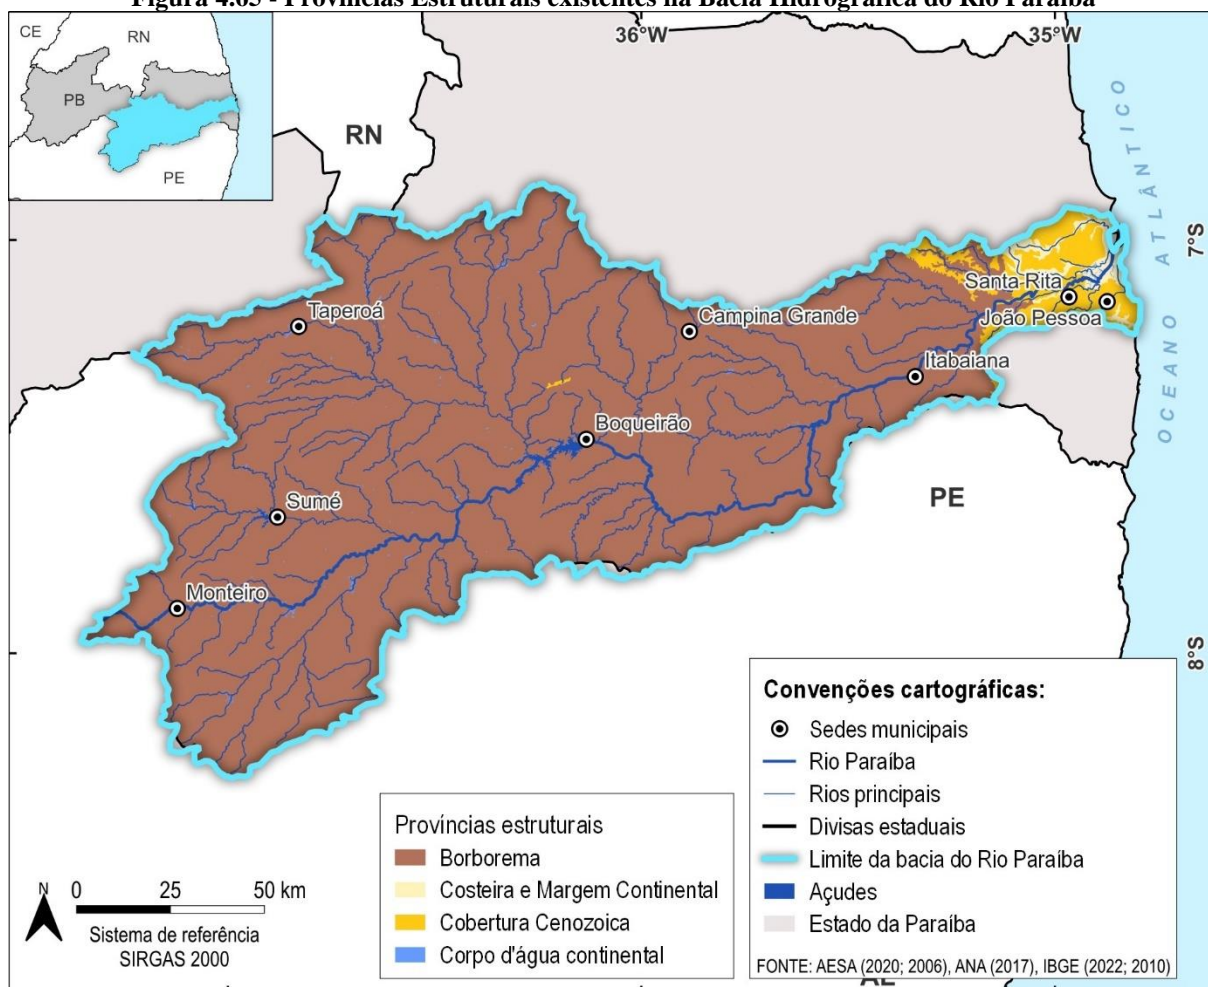 Figura 4.63 - Províncias Estruturais existentes na Bacia Hidrográfica do Rio Paraíba
36°W
35°W
CE
RN
PB
PE
RN
OCEANO ATLÂNTICO
7°S
Santa Rita
João Pessoa
Taperoá
Campina Grande
Itabaiana
Boqueirão
PE
Sumé
Monteiro
8°S
Convenções cartográficas:
Sedes municipais
Rio Paraíba
Rios principais
Divisas estaduais
Limite da bacia do Rio Paraíba
Açudes
Estado da Paraíba
FONTE: AESA (2020; 2006), ANA (2017), IBGE (2022; 2010)
Províncias estruturais
Borborema
Costeira e Margem Continental
Cobertura Cenozoica
Corpo d'água continental
N
0 25 50 km
Sistema de referência
SIRGAS 2000
AL